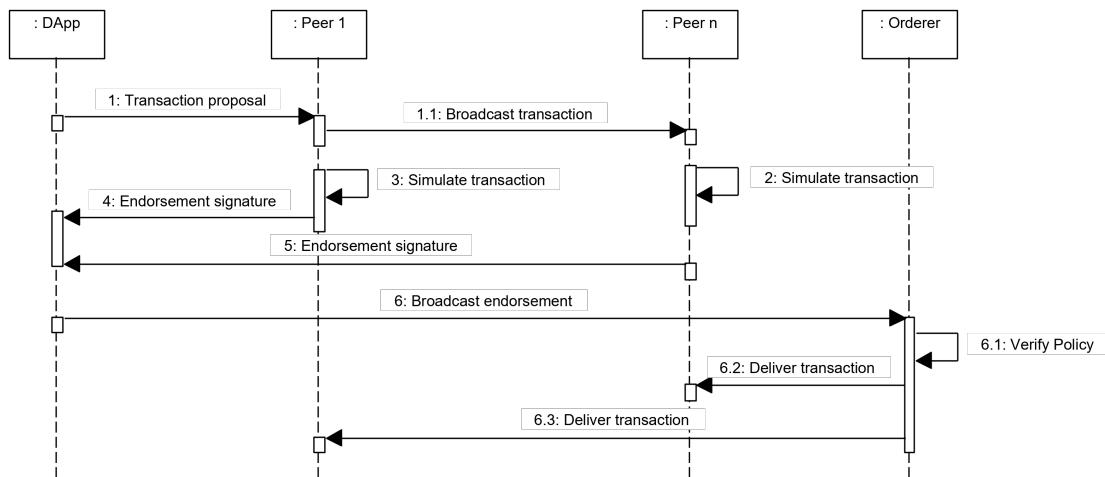 : DApp
: Peer 1
: Peer n
: Orderer
1: Transaction proposal
1.1: Broadcast transaction
3: Simulate transaction
2: Simulate transaction
4: Endorsement signature
5: Endorsement signature
6: Broadcast endorsement
6.1: Verify Policy
6.2: Deliver transaction
6.3: Deliver transaction